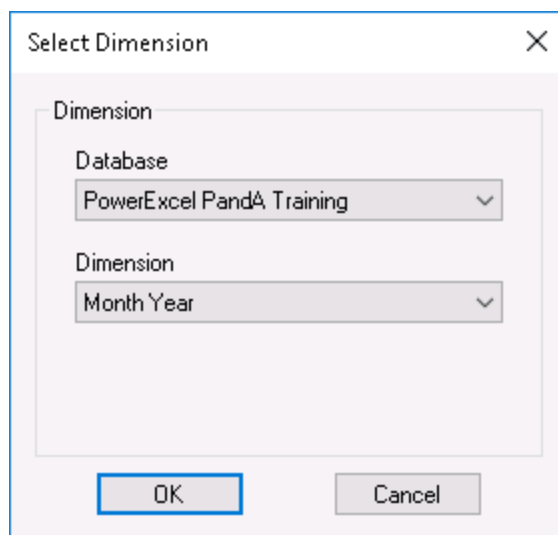 Select Dimension
Dimension
Database
PowerExcel PandA Training
Dimension
Month Year
OK
Cancel